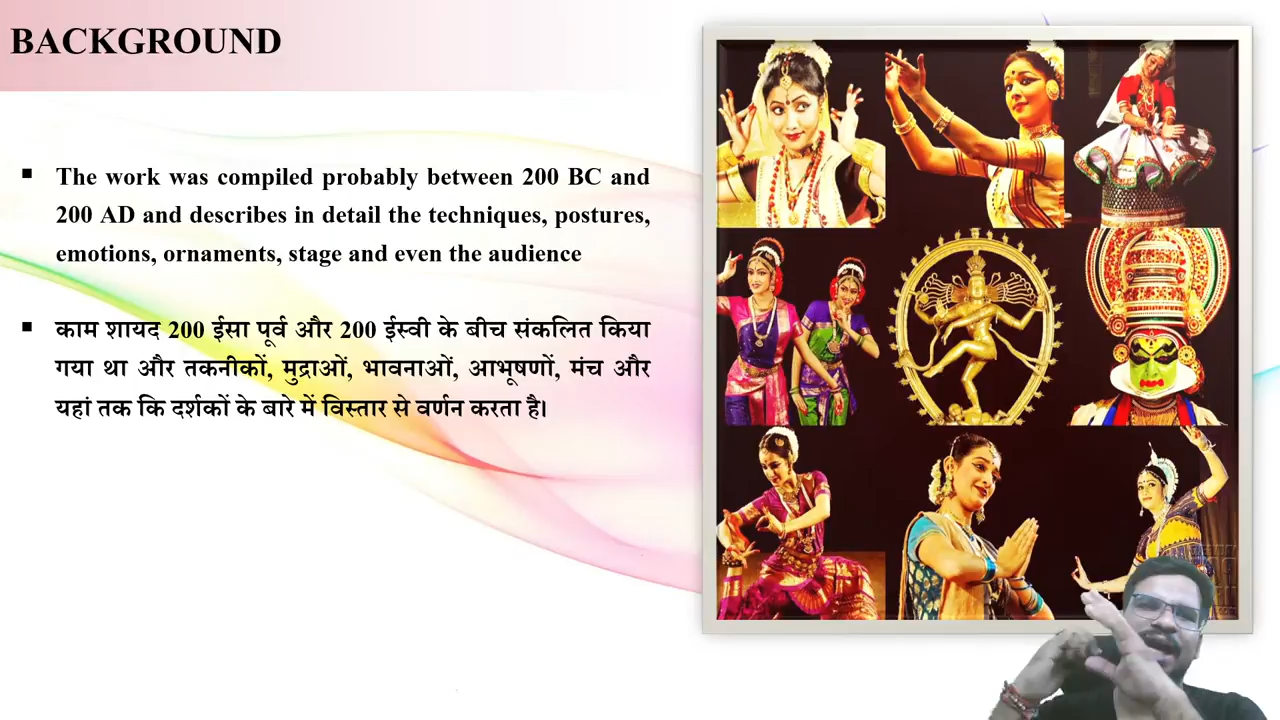 BACKGROUND
▪ The work was compiled probably between 200 BC and
200 AD and describes in detail the techniques, postures,
emotions, ornaments, stage and even the audience
▪ काम शायद 200 ईसा पूर्व और 200 ईस्वी के बीच संकलित किया
गया था और तकनीकों, मुद्राओं, भावनाओं, आभूषणों, मंच और
यहां तक कि दर्शकों के बारे में विस्तार से वर्णन करता है।